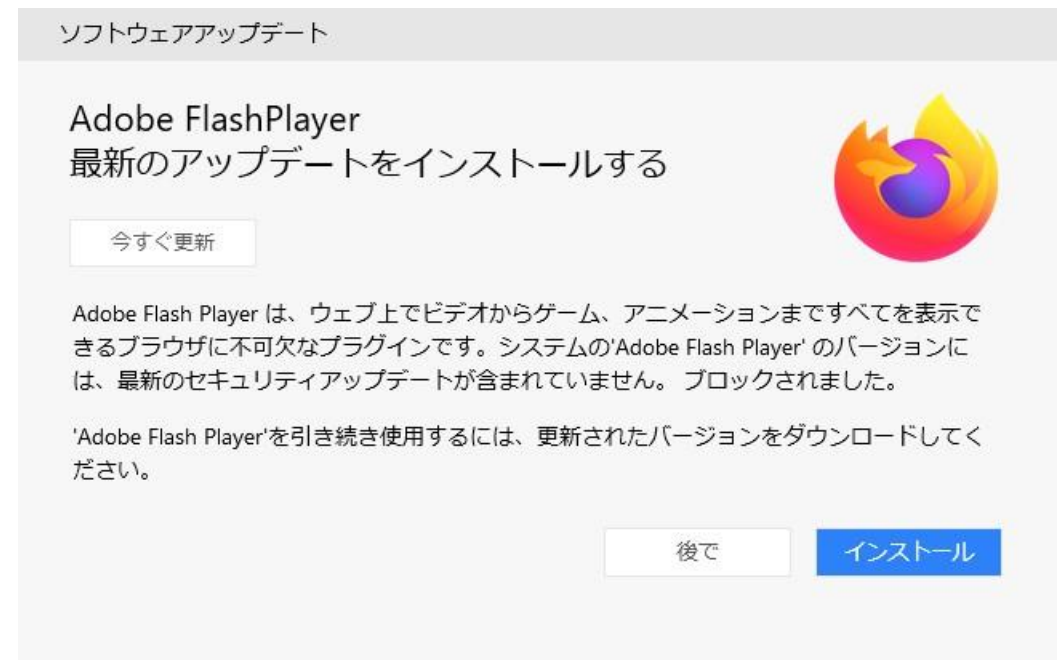 ソフトウェアアップデート
Adobe FlashPlayer
最新のアップデートをインストールする
今すぐ更新
Adobe Flash Player は、ウェブ上でビデオからゲーム、アニメーションまですべてを表示で
きるブラウザに不可欠なプラグインです。システムの'Adobe Flash Player' のバージョンに
は、最新のセキュリティアップデートが含まれていません。 ブロックされました。
'Adobe Flash Player'を引き続き使用するには、更新されたバージョンをダウンロードしてく
ださい。
後で
インストール